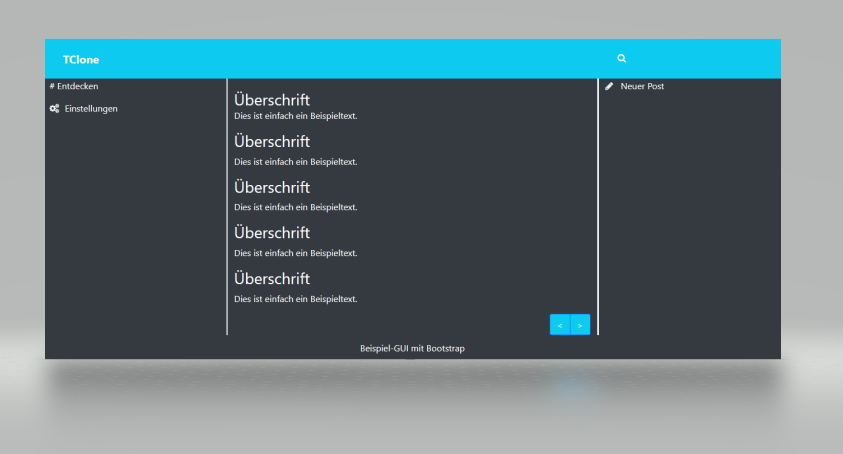 TClone
# Entdecken
Einstellungen
Überschrift
Dies ist einfach ein Beispieltext.
Überschrift
Dies ist einfach ein Beispieltext.
Überschrift
Dies ist einfach ein Beispieltext.
Überschrift
Dies ist einfach ein Beispieltext.
Überschrift
Dies ist einfach ein Beispieltext.
< >
Neuer Post
Beispiel-GUI mit Bootstrap